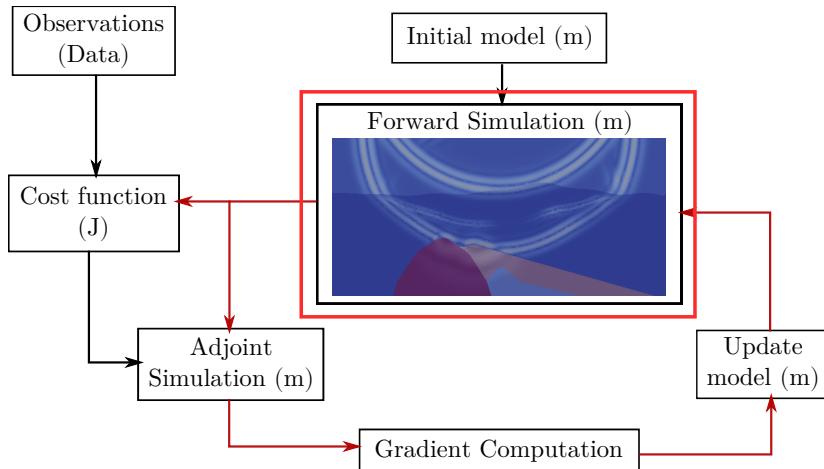 Observations
(Data)
Initial model (m)
Forward Simulation (m)
Cost function
(J)
Adjoint
Simulation (m)
Update
model (m)
Gradient Computation